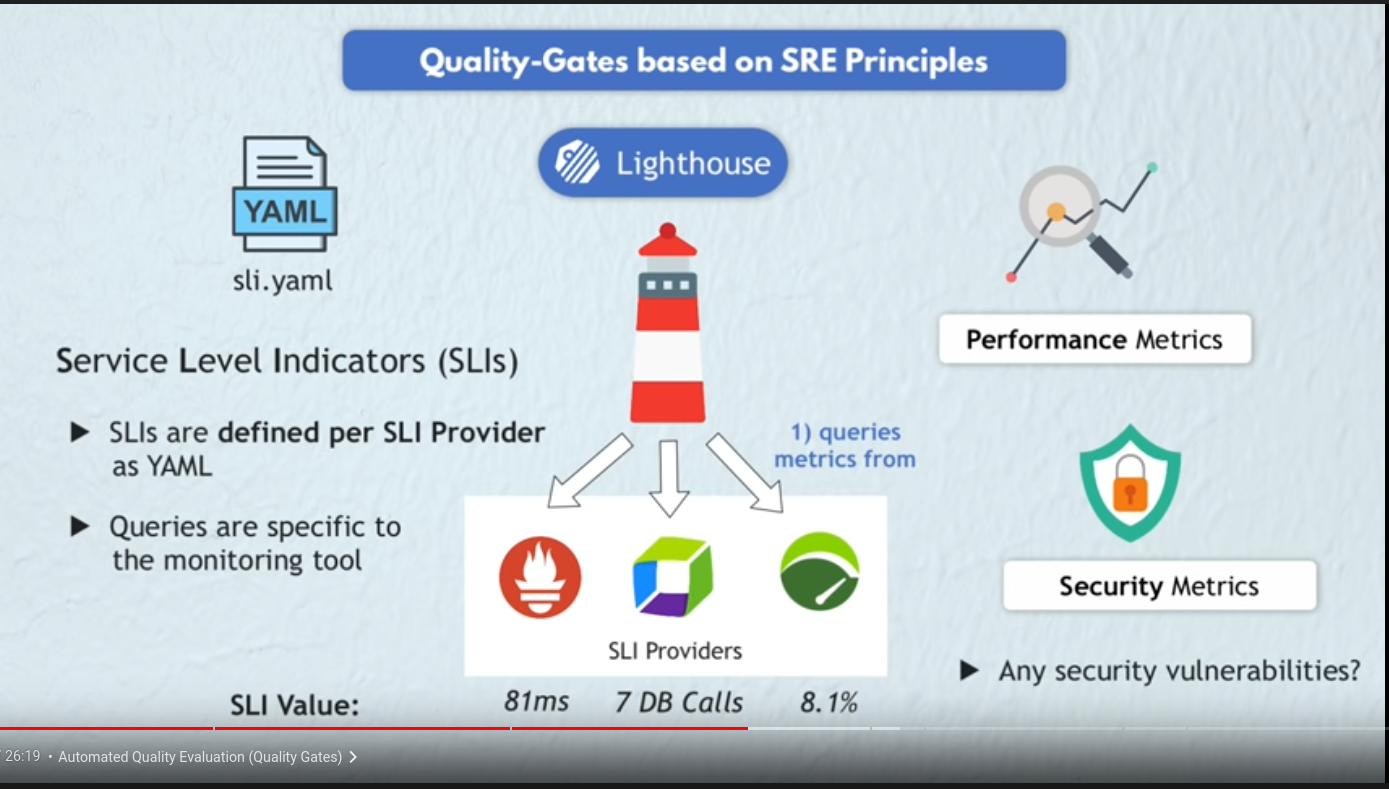 Quality-Gates based on SRE Principles
Lighthouse
YAML
sli.yaml
Service Level Indicators (SLIs)
► SLIs are defined per SLI Provider
as YAML
► Queries are specific to
the monitoring tool
1) queries
metrics from
SLI Providers
SLI Value:
81ms
7 DB Calls
8.1%
Performance Metrics
Security Metrics
► Any security vulnerabilities?
/ 26:19 • Automated Quality Evaluation (Quality Gates) >